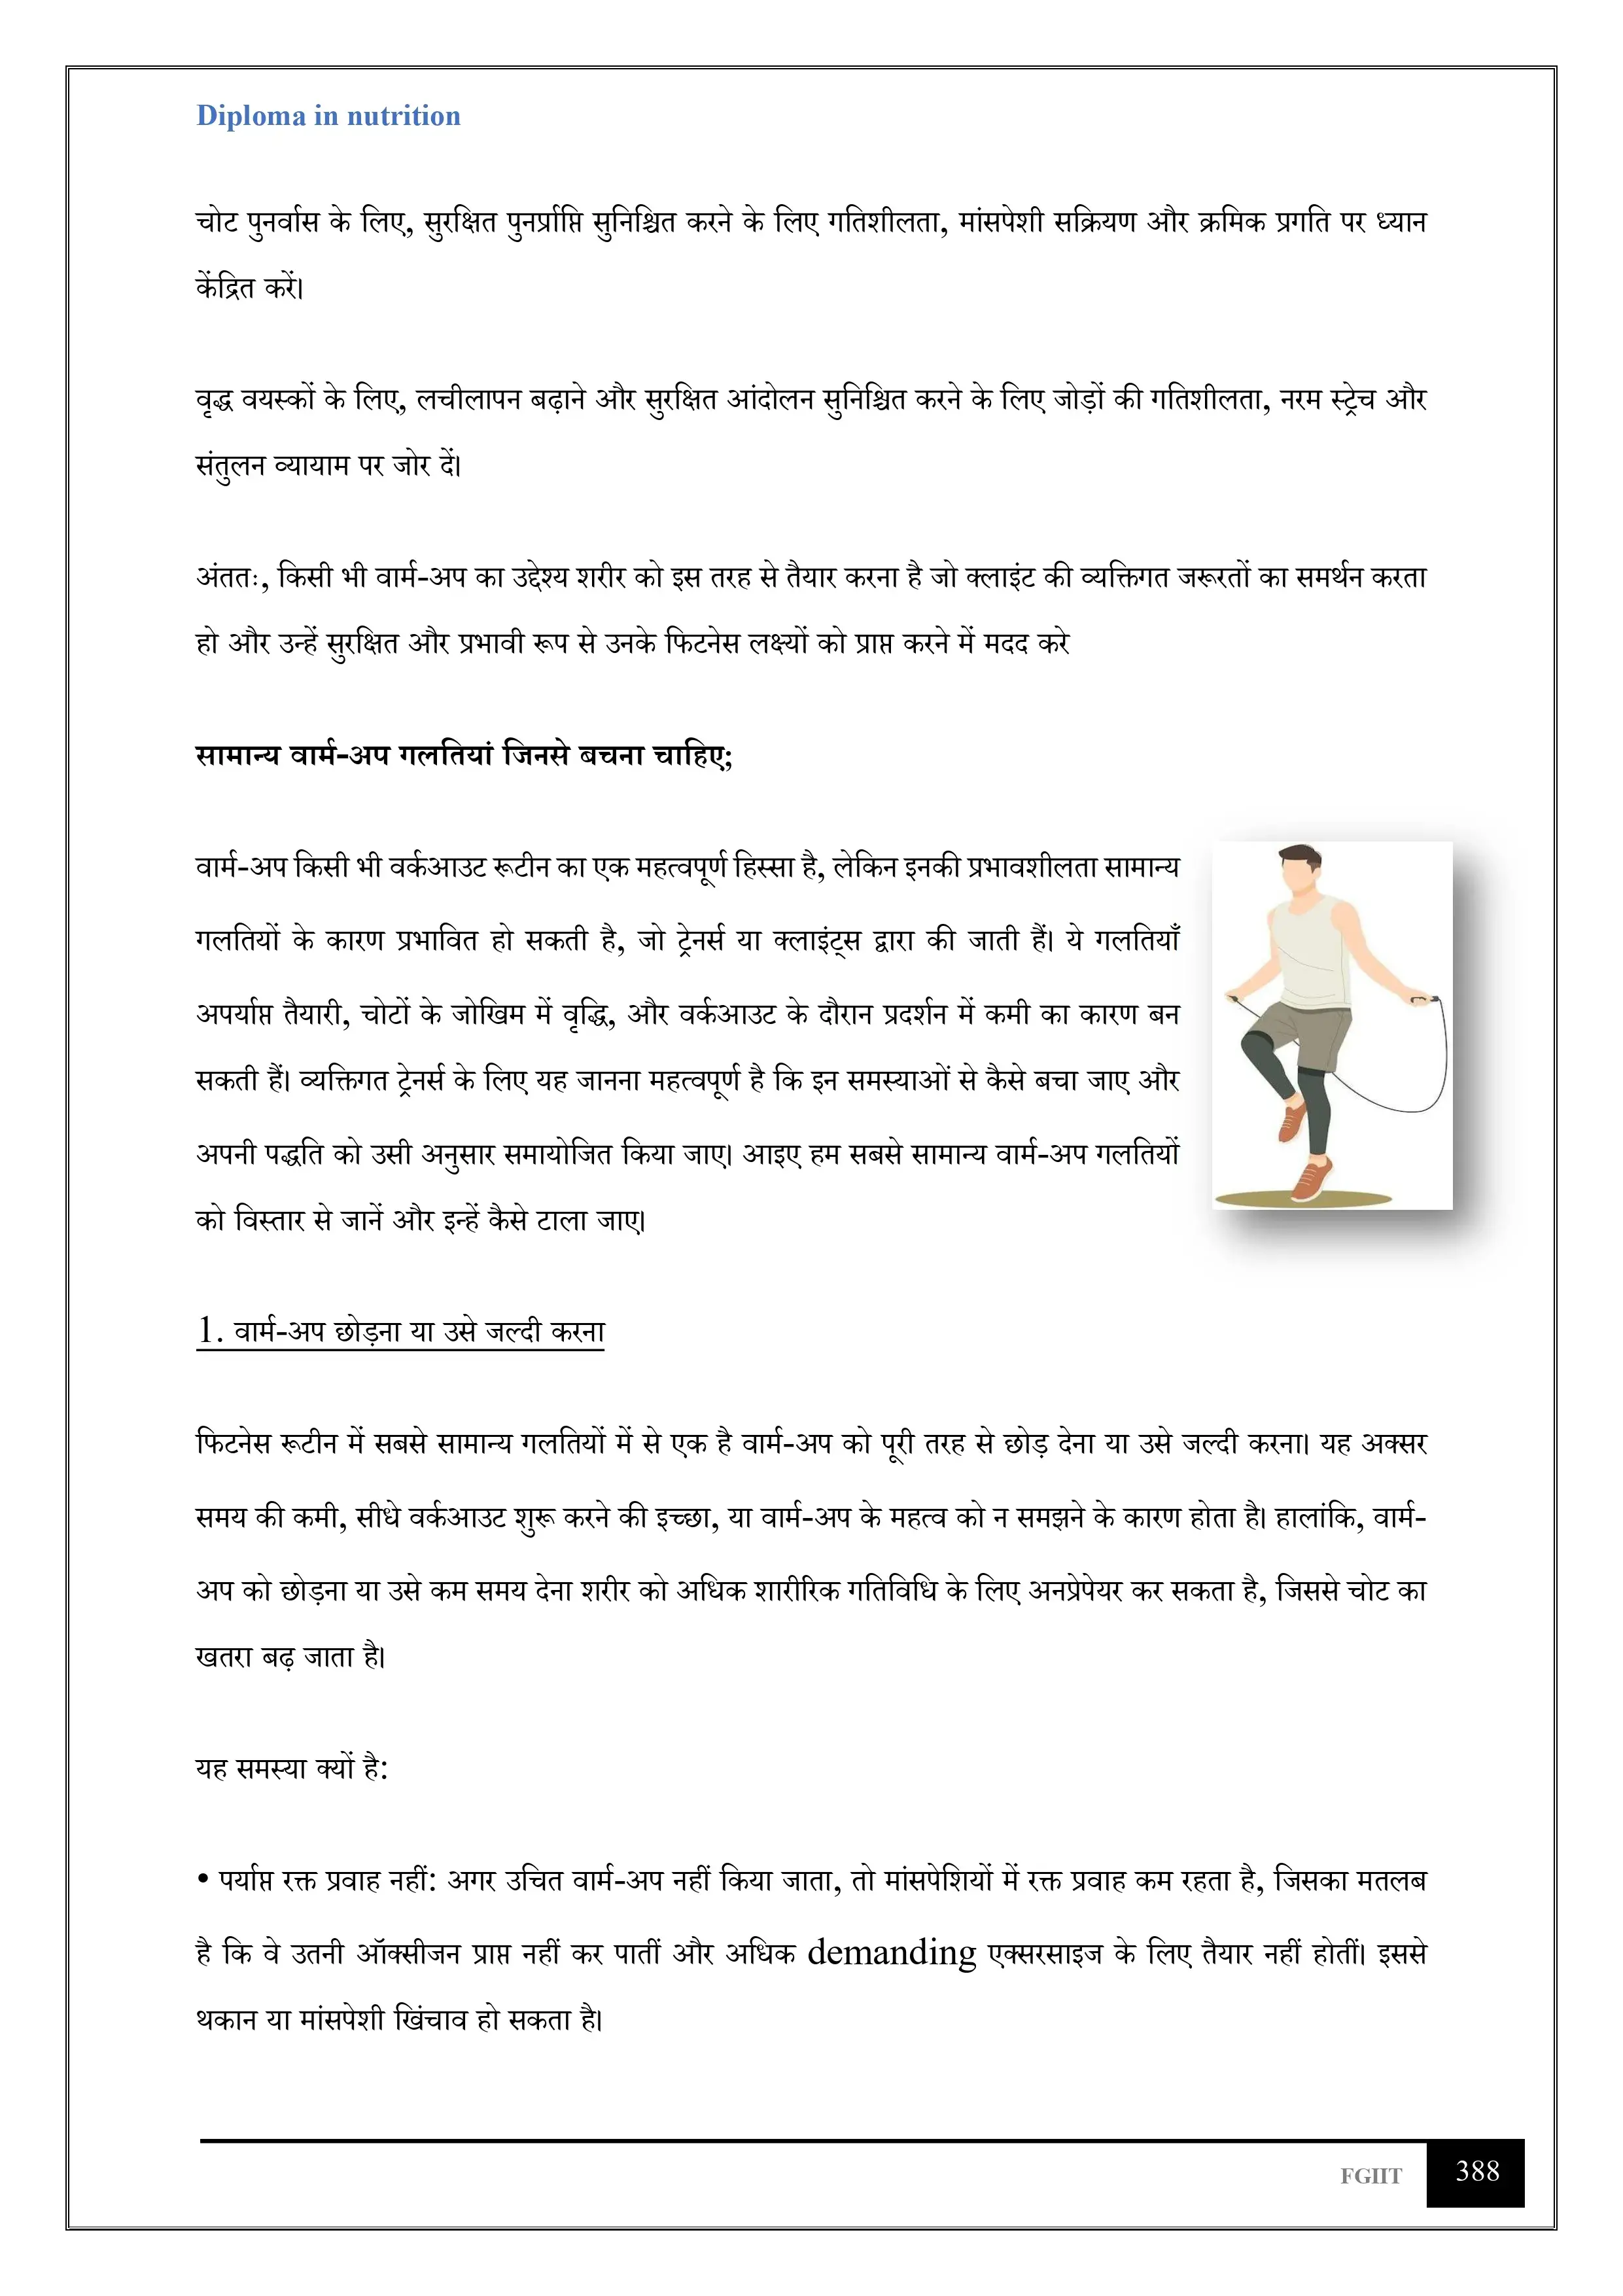 Diploma in nutrition
चोट पुनर्वास के लिए, सुरक्षित पुनर्प्राप्ति सुनिश्चित करने के लिए गतिशीलता, मांसपेशी सक्रियण और क्रमिक प्रगति पर ध्यान
केंद्रित करें।
वृद्ध वयस्कों के लिए, लचीलापन बढ़ाने और सुरक्षित आंदोलन सुनिश्चित करने के लिए जोड़ों की गतिशीलता, नरम स्ट्रेच और
संतुलन व्यायाम पर जोर दें।
अंततः, किसी भी वार्म-अप का उद्देश्य शरीर को इस तरह से तैयार करना है जो क्लाइंट की व्यक्तिगत जरूरतों का समर्थन करता
हो और उन्हें सुरक्षित और प्रभावी रूप से उनके फिटनेस लक्ष्यों को प्राप्त करने में मदद करे
सामान्य वार्म-अप गलतियां जिनसे बचना चाहिए;
वार्म-अप किसी भी वर्कआउट रूटीन का एक महत्वपूर्ण हिस्सा है, लेकिन इनकी प्रभावशीलता सामान्य
गलतियों के कारण प्रभावित हो सकती है, जो ट्रेनर्स या क्लाइंट्स द्वारा की जाती हैं। ये गलतियाँ
अपर्याप्त तैयारी, चोटों के जोखिम में वृद्धि, और वर्कआउट के दौरान प्रदर्शन में कमी का कारण बन
सकती हैं। व्यक्तिगत ट्रेनर्स के लिए यह जानना महत्वपूर्ण है कि इन समस्याओं से कैसे बचा जाए और
अपनी पद्धति को उसी अनुसार समायोजित किया जाए। आइए हम सबसे सामान्य वार्म-अप गलतियों
को विस्तार से जानें और इन्हें कैसे टाला जाए।
1. वार्म-अप छोड़ना या उसे जल्दी करना
फिटनेस रूटीन में सबसे सामान्य गलतियों में से एक है वार्म-अप को पूरी तरह से छोड़ देना या उसे जल्दी करना। यह अक्सर
समय की कमी, सीधे वर्कआउट शुरू करने की इच्छा, या वार्म-अप के महत्व को न समझने के कारण होता है। हालांकि, वार्म-
अप को छोड़ना या उसे कम समय देना शरीर को अधिक शारीरिक गतिविधि के लिए अनप्रेपेयर कर सकता है, जिससे चोट का
खतरा बढ़ जाता है।
यह समस्या क्यों है:
• पर्याप्त रक्त प्रवाह नहीं: अगर उचित वार्म-अप नहीं किया जाता, तो मांसपेशियों में रक्त प्रवाह कम रहता है, जिसका मतलब
है कि वे उतनी ऑक्सीजन प्राप्त नहीं कर पातीं और अधिक demanding एक्सरसाइज के लिए तैयार नहीं होतीं। इससे
थकान या मांसपेशी खिंचाव हो सकता है।
FGIIT 388